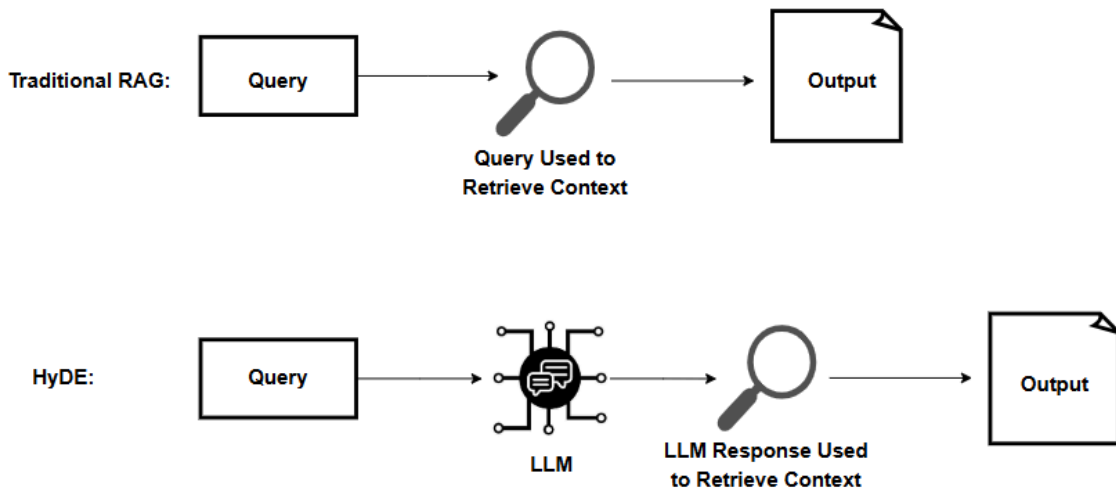 Traditional RAG:
Query
Output
Query Used to
Retrieve Context
HyDE:
Query
Output
LLM
LLM Response Used
to Retrieve Context